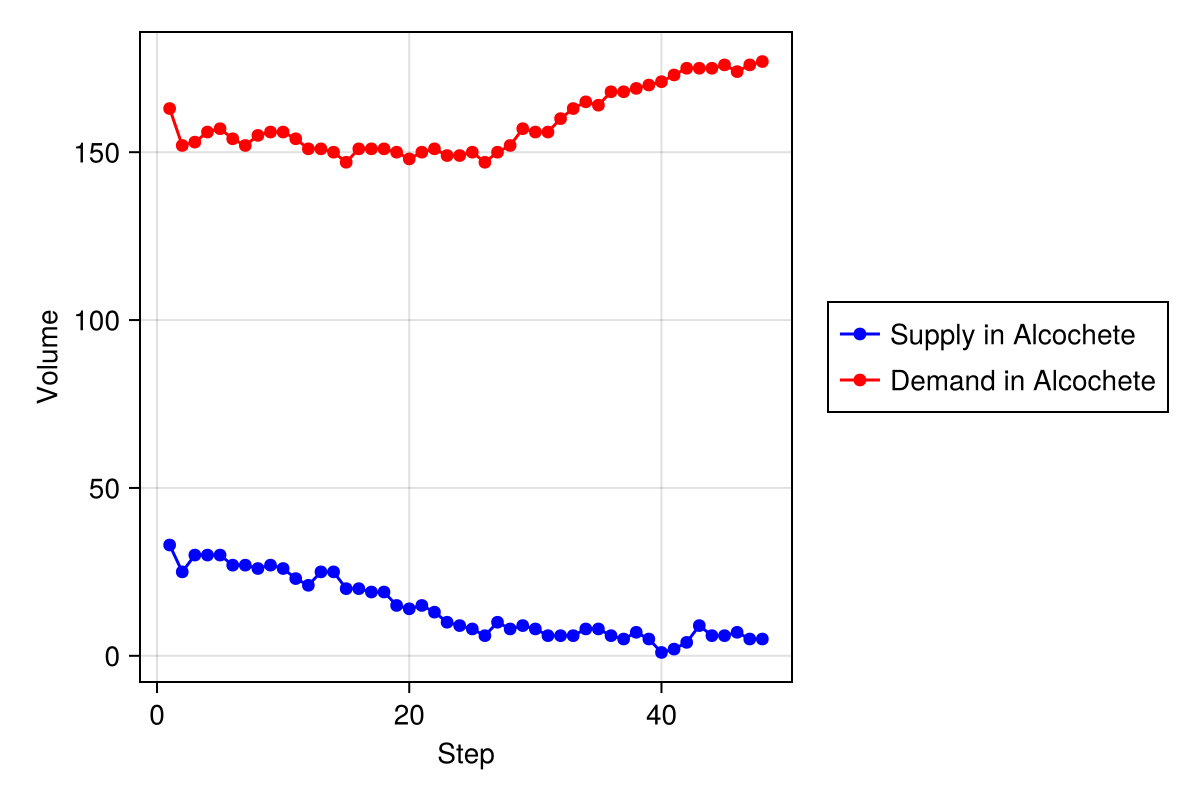 150
100
50
0
Volume
0 20 40
Step
Supply in Alcochete
Demand in Alcochete